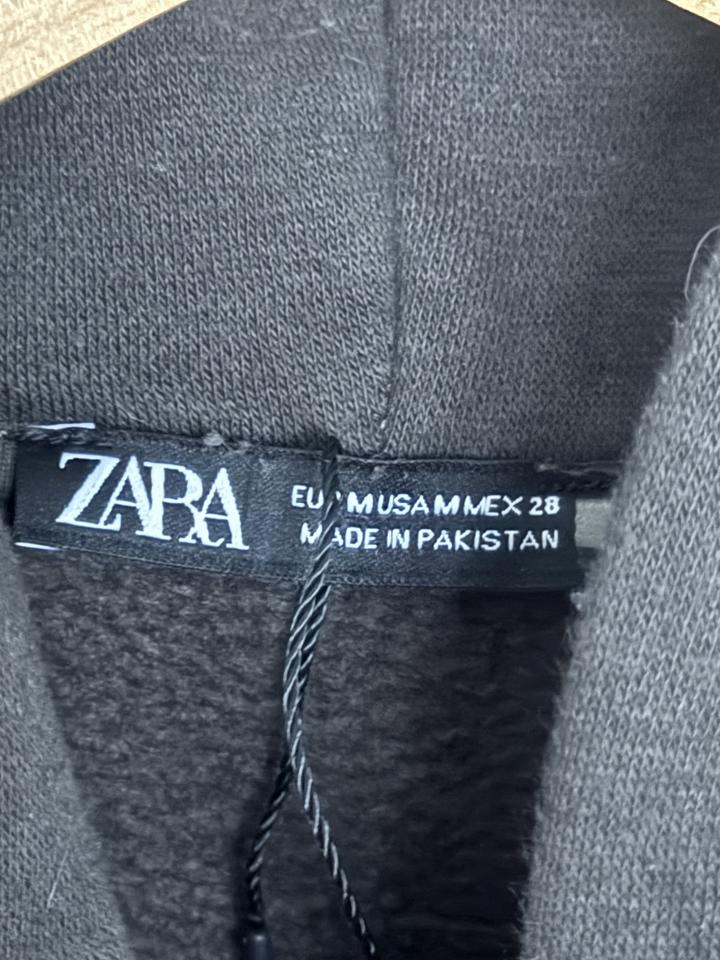 ZARA
EUR M USA M MEX 28
MADE IN PAKISTAN